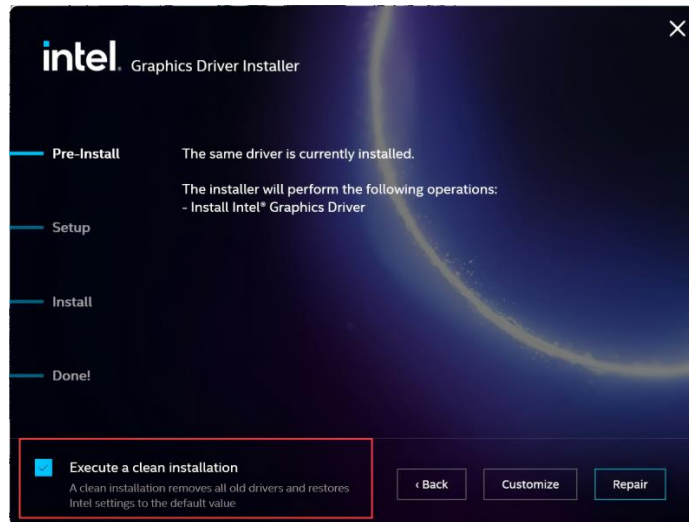 intel. Graphics Driver Installer
Pre-Install
The same driver is currently installed.
The installer will perform the following operations:
- Install Intel® Graphics Driver
Setup
Install
Done!
Execute a clean installation
A clean installation removes all old drivers and restores
Intel settings to the default value
‹ Back
Customize
Repair